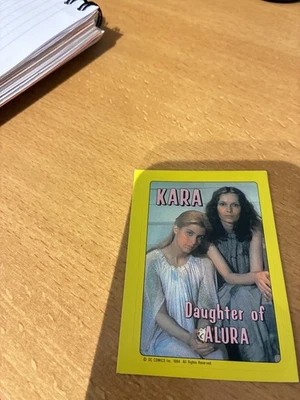 KARA
Daughter of
ALURA
© DC COMICS Inc. 1984. All Rights Reserved.